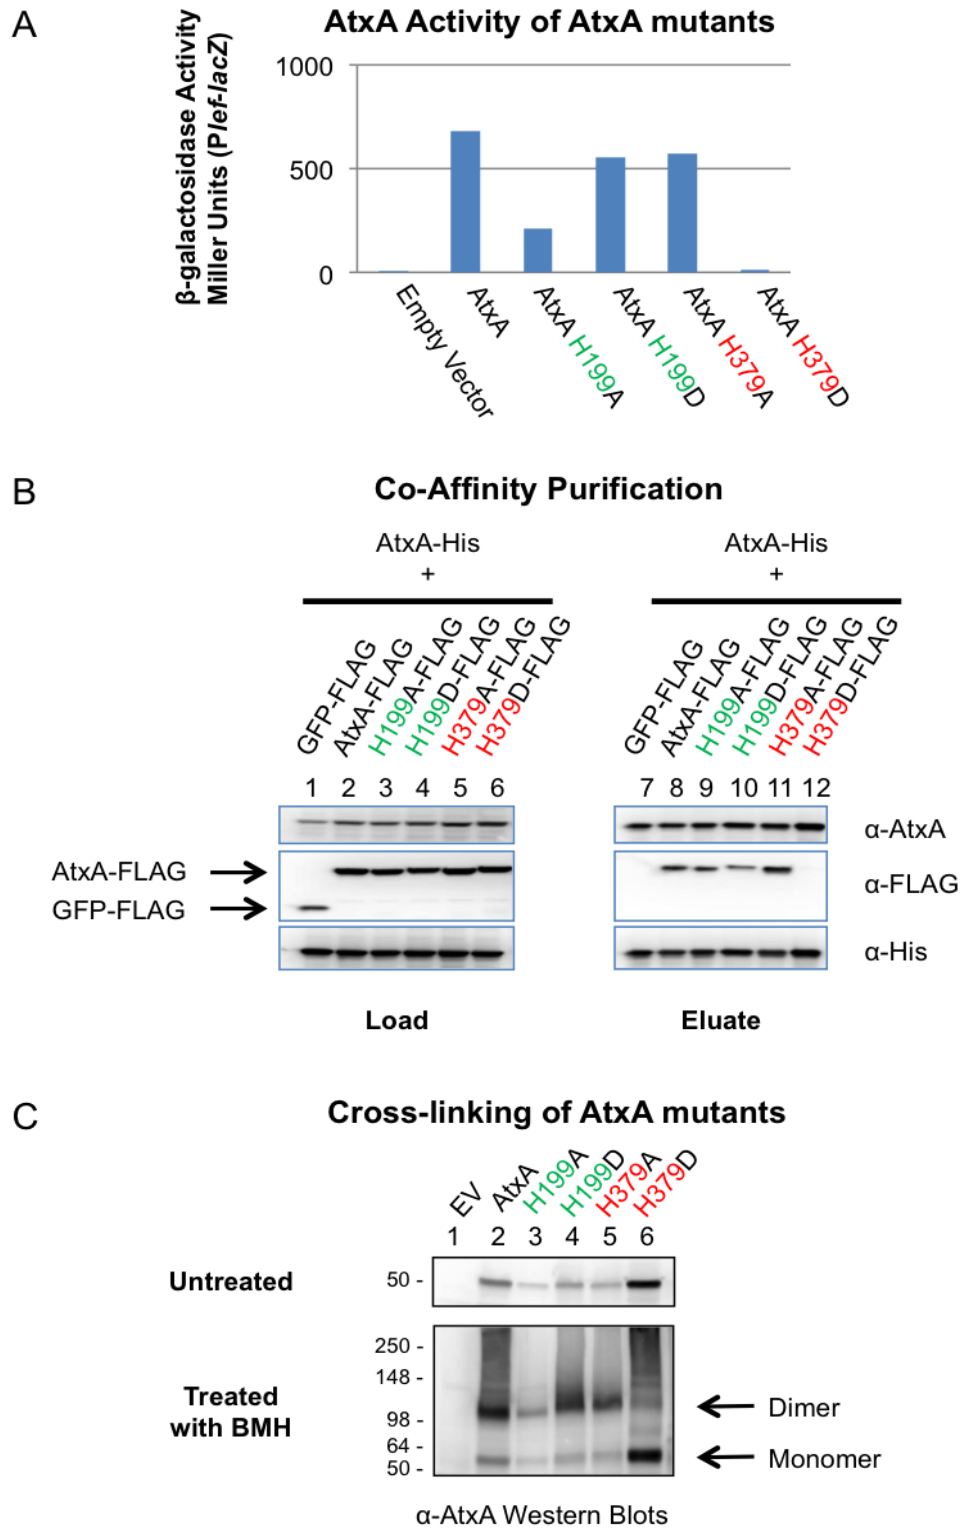 A
AtxA Activity of AtxA mutants
β-galactosidase Activity
Miller Units (Plef-lacZ)
1000
500
0
Empty Vector
AtxA
AtxA H199A
AtxA H199D
AtxA H379A
AtxA H379D
B
Co-Affinity Purification
AtxA-His
+
GFP-FLAG
AtxA-FLAG
H199A-FLAG
H199D-FLAG
H379A-FLAG
H379D-FLAG
1 2 3 4 5 6
AtxA-His
+
GFP-FLAG
AtxA-FLAG
H199A-FLAG
H199D-FLAG
H379A-FLAG
H379D-FLAG
7 8 9 10 11 12
α-AtxA
AtxA-FLAG
α-FLAG
GFP-FLAG
α-His
Load
Eluate
C
Cross-linking of AtxA mutants
EV
AtxA
H199A
H199D
H379A
H379D
1 2 3 4 5 6
Untreated
50 -
Treated
with BMH
250 -
148 -
98 -
64 -
50 -
Dimer
Monomer
α-AtxA Western Blots